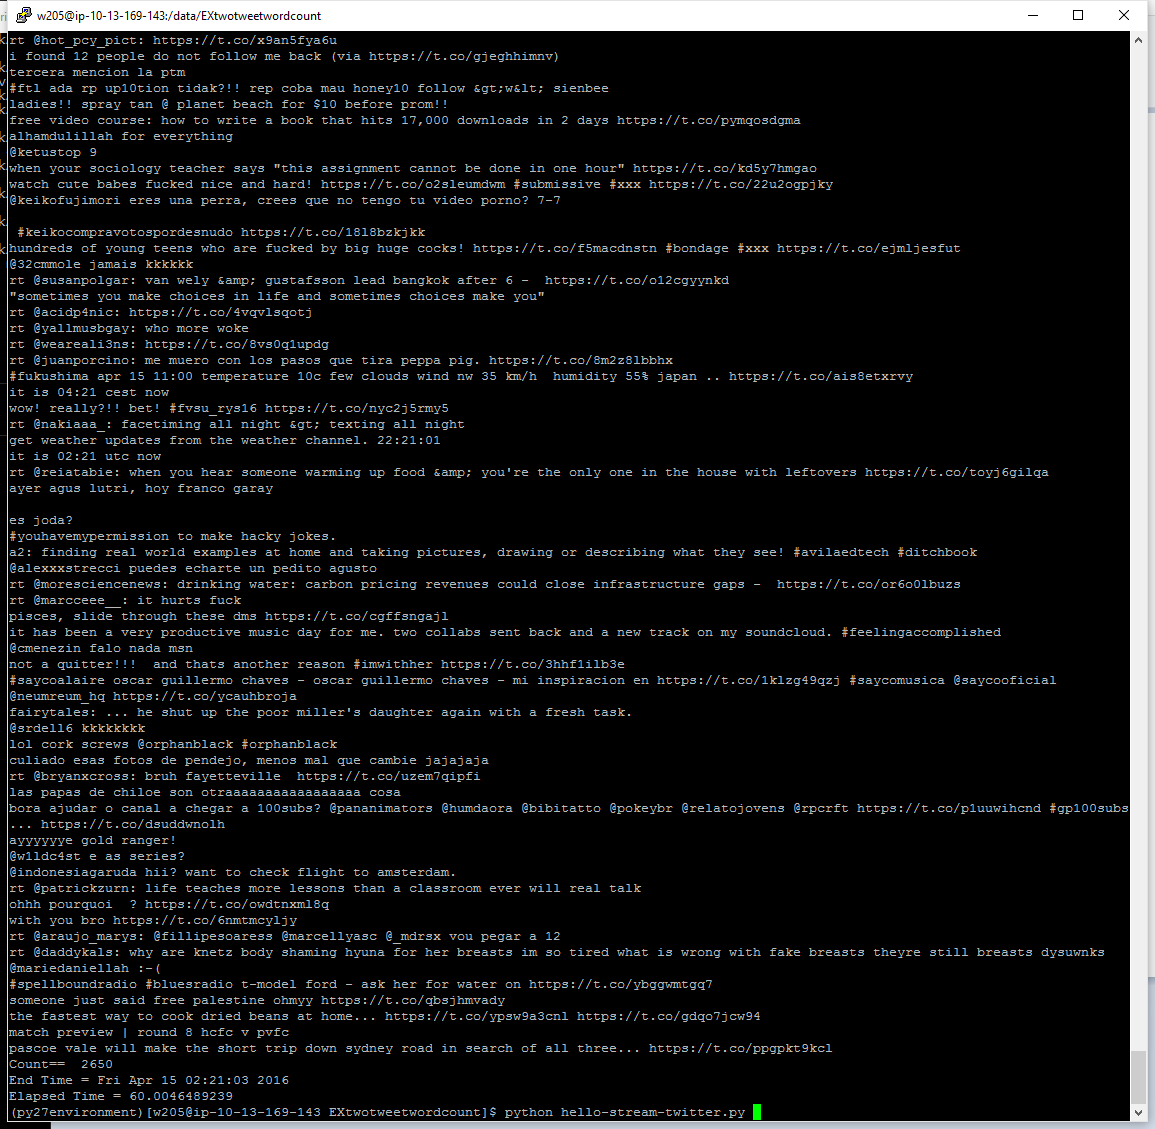 w205@ip-10-13-169-143:/data/EXtwotweetwordcount
rt @hot_pcy_pict: https://t.co/x9an5fya6u
i found 12 people do not follow me back (via https://t.co/gjeghhimnv)
tercera mencion la ptm
#ftl ada rp up10tion tidak?!! rep coba mau honey10 follow &gt;w&lt; sienbee
ladies!! spray tan @ planet beach for $10 before prom!!
free video course: how to write a book that hits 17,000 downloads in 2 days https://t.co/pymqosdgma
alhamdulillah for everything
@ketustop 9
when your sociology teacher says "this assignment cannot be done in one hour" https://t.co/kd5y7hmgao
watch cute babes fucked nice and hard! https://t.co/o2sleumdwm #submissive #xxx https://t.co/22u2ogpjky
@keikofujimori eres una perra, crees que no tengo tu video porno? 7-7
#keikocompravotospordesnudo https://t.co/18l8bzkjkk
hundreds of young teens who are fucked by big huge cocks! https://t.co/f5macdnstn #bondage #xxx https://t.co/ejmljesfut
@32cmmole jamais kkkkkk
rt @susanpolgar: van wely &amp; gustafsson lead bangkok after 6 -  https://t.co/o12cgyynkd
"sometimes you make choices in life and sometimes choices make you"
rt @acidp4nic: https://t.co/4vqvlsqotj
rt @yallmusbgay: who more woke
rt @weareali3ns: https://t.co/8vs0q1updg
rt @juanporcino: me muero con los pasos que tira peppa pig. https://t.co/8m2z8lbbhx
#fukushima apr 15 11:00 temperature 10c few clouds wind nw 35 km/h  humidity 55% japan .. https://t.co/ais8etxrvy
it is 04:21 cest now
wow! really?!! bet! #fvsu_rys16 https://t.co/nyc2j5rmy5
rt @nakiaaa_: facetiming all night &gt; texting all night
get weather updates from the weather channel. 22:21:01
it is 02:21 utc now
rt @reiatabie: when you hear someone warming up food &amp; you're the only one in the house with leftovers https://t.co/toyj6gilqa
ayer agus lutri, hoy franco garay
es joda?
#youhavemypermission to make hacky jokes.
a2: finding real world examples at home and taking pictures, drawing or describing what they see! #avilaedtech #ditchbook
@alexxxstrecci puedes echarte un pedito agusto
rt @moresciencenews: drinking water: carbon pricing revenues could close infrastructure gaps -  https://t.co/or6o0lbuzs
rt @marcceee__: it hurts fuck
pisces, slide through these dms https://t.co/cgffsngajl
it has been a very productive music day for me. two collabs sent back and a new track on my soundcloud. #feelingaccomplished
@cmenezin falo nada msn
not a quitter!!!  and thats another reason #imwithher https://t.co/3hhf1ilb3e
#saycoalaire oscar guillermo chaves - oscar guillermo chaves - mi inspiracion en https://t.co/1klzg49qzj #saycomusica @saycooficial
@neumreum_hq https://t.co/ycauhbroja
fairytales: ... he shut up the poor miller's daughter again with a fresh task.
@srdell6 kkkkkkkk
lol cork screws @orphanblack #orphanblack
culiado esas fotos de pendejo, menos mal que cambie jajajaja
rt @bryanxcross: bruh fayetteville  https://t.co/uzem7qipfi
las papas de chiloe son otraaaaaaaaaaaaaaaaa cosa
bora ajudar o canal a chegar a 100subs? @pananimators @humdaora @bibitatto @pokeybr @relatojovens @rpcrft https://t.co/p1uuwihcnd #gp100subs
... https://t.co/dsuddwnolh
ayyyyyye gold ranger!
@w1ldc4st e as series?
@indonesiagaruda hii? want to check flight to amsterdam.
rt @patrickzurn: life teaches more lessons than a classroom ever will real talk
ohhh pourquoi  ? https://t.co/owdtnxml8q
with you bro https://t.co/6nmtmcyljy
rt @araujo_marys: @fillipesoaress @marcellyasc @_mdrsx vou pegar a 12
rt @daddykals: why are knetz body shaming hyuna for her breasts im so tired what is wrong with fake breasts theyre still breasts dysuwnks
@mariedaniellah :-(
#spellboundradio #bluesradio t-model ford - ask her for water on https://t.co/ybggwmtgq7
someone just said free palestine ohmyy https://t.co/qbsjhmvady
the fastest way to cook dried beans at home... https://t.co/ypsw9a3cnl https://t.co/gdqo7jcw94
match preview | round 8 hcfc v pvfc
pascoe vale will make the short trip down sydney road in search of all three... https://t.co/ppgpkt9kcl
Count==  2650
End Time = Fri Apr 15 02:21:03 2016
Elapsed Time = 60.0046489239
(py27environment)[w205@ip-10-13-169-143 EXtwotweetwordcount]$ python hello-stream-twitter.py